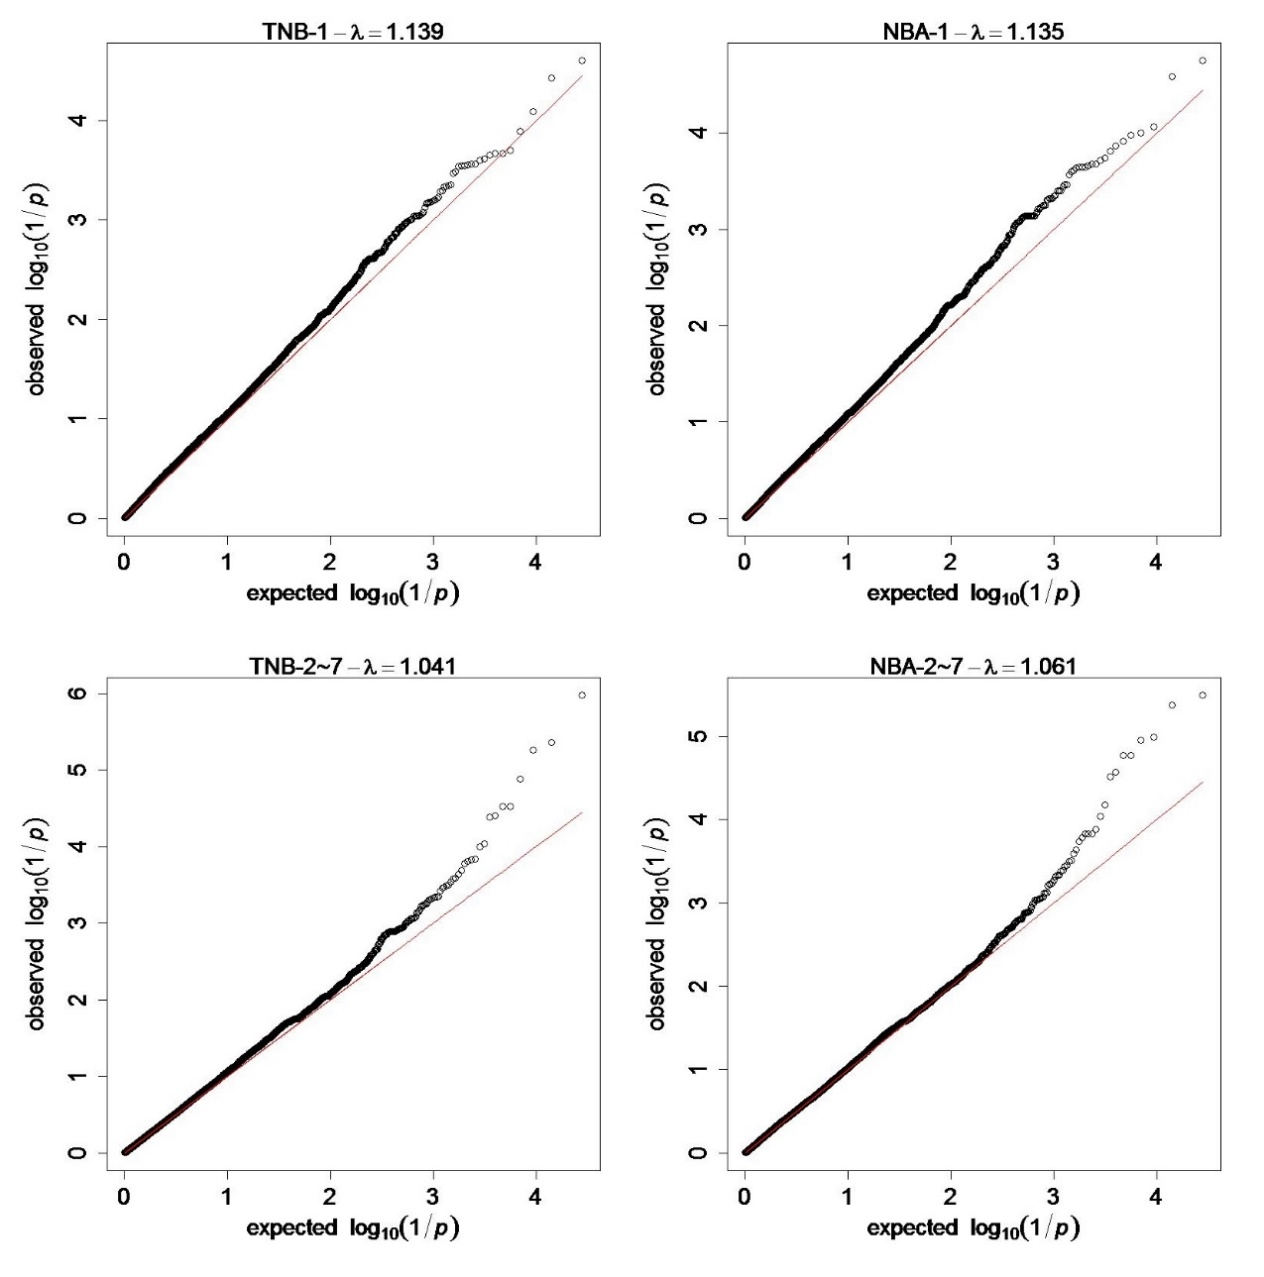 TNB-1 – λ = 1.139
observed log10(1/p)
4
3
2
1
0
0 1 2 3 4
expected log10(1/p)
NBA-1 – λ = 1.135
observed log10(1/p)
4
3
2
1
0
0 1 2 3 4
expected log10(1/p)
TNB-2~7 – λ = 1.041
observed log10(1/p)
6
5
4
3
2
1
0
0 1 2 3 4
expected log10(1/p)
NBA-2~7 – λ = 1.061
observed log10(1/p)
5
4
3
2
1
0
0 1 2 3 4
expected log10(1/p)